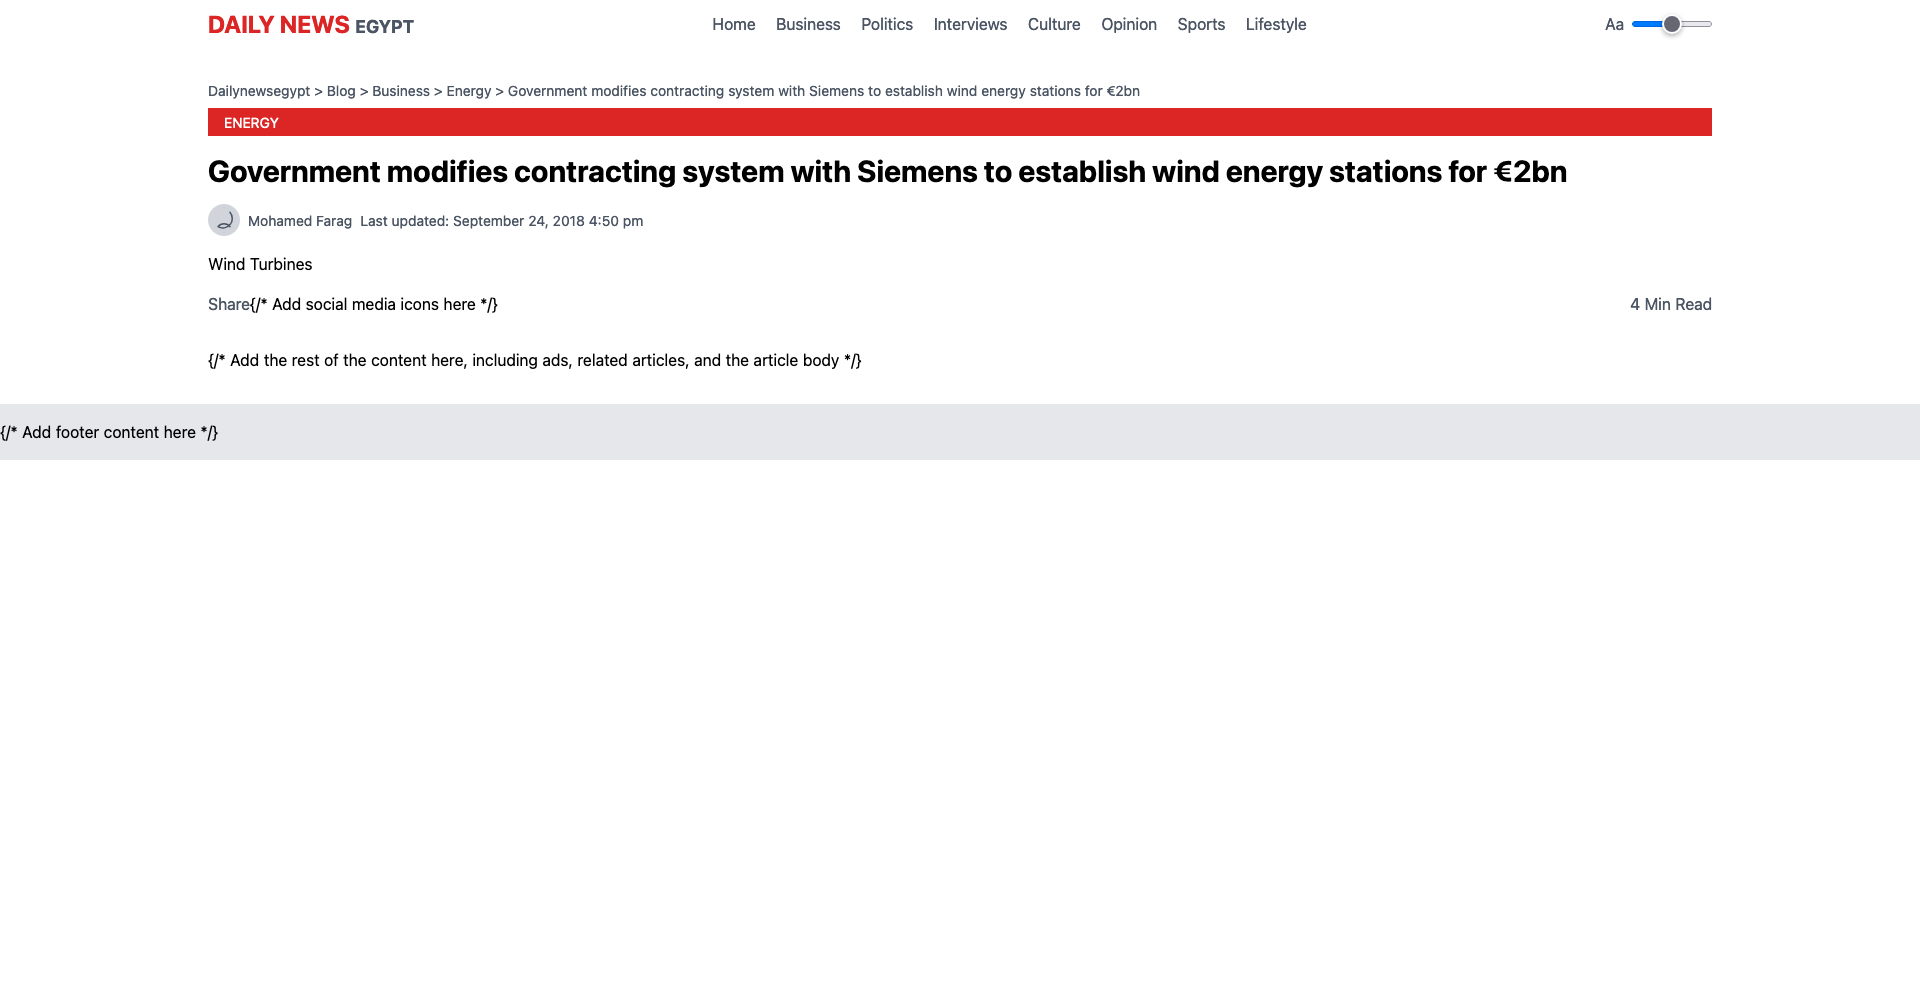 DAILY NEWS EGYPT
Home Business Politics Interviews Culture Opinion Sports Lifestyle
Aa
Dailynewsegypt > Blog > Business > Energy > Government modifies contracting system with Siemens to establish wind energy stations for €2bn
ENERGY
Government modifies contracting system with Siemens to establish wind energy stations for €2bn
Mohamed Farag Last updated: September 24, 2018 4:50 pm
Wind Turbines
Share{/* Add social media icons here */}
4 Min Read
{/* Add the rest of the content here, including ads, related articles, and the article body */}
{/* Add footer content here */}